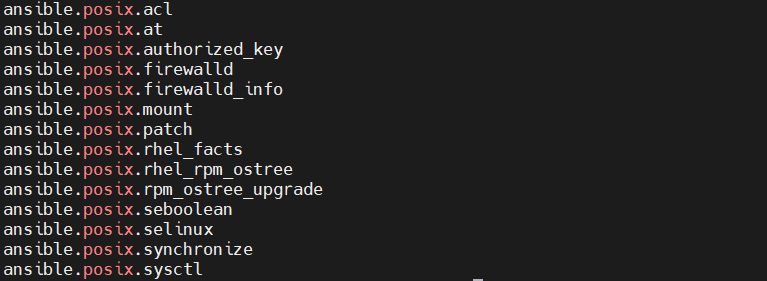 ansible.posix.acl
ansible.posix.at
ansible.posix.authorized_key
ansible.posix.firewalld
ansible.posix.firewalld_info
ansible.posix.mount
ansible.posix.patch
ansible.posix.rhel_facts
ansible.posix.rhel_rpm_ostree
ansible.posix.rpm_ostree_upgrade
ansible.posix.seboolean
ansible.posix.selinux
ansible.posix.synchronize
ansible.posix.sysctl